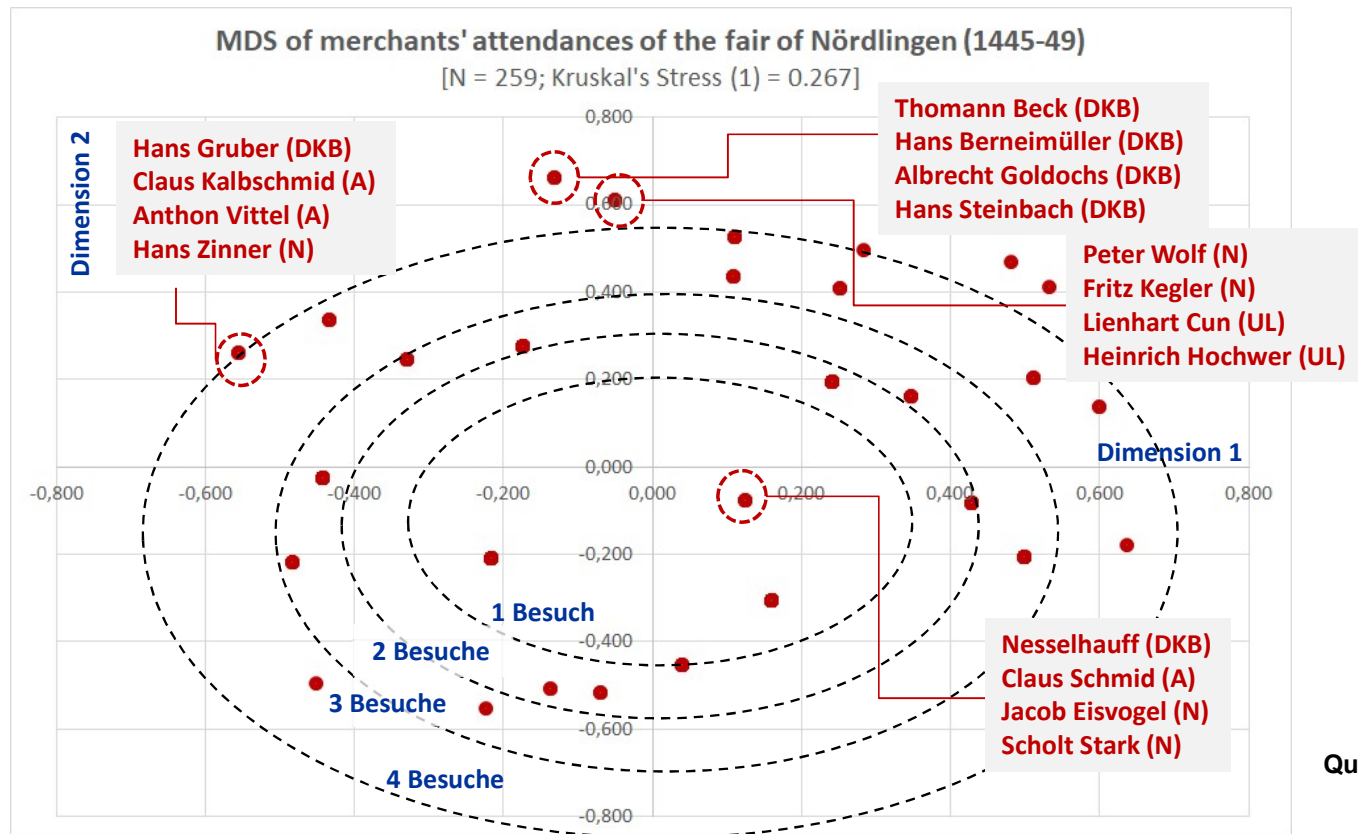 MDS of merchants' attendances of the fair of Nördlingen (1445-49)
[N = 259; Kruskal's Stress (1) = 0.267]
Dimension 2
Hans Gruber (DKB)
Claus Kalbschmid (A)
Anthon Vittel (A)
Hans Zinner (N)
Thomann Beck (DKB)
Hans Berneimüller (DKB)
Albrecht Goldochs (DKB)
Hans Steinbach (DKB)
Peter Wolf (N)
Fritz Kegler (N)
Lienhart Cun (UL)
Heinrich Hochwer (UL)
0,800
0,600
0,400
0,200
0,000
Dimension 1
-0,800
-0,600
-0,400
-0,200
0,000
0,200
0,400
0,600
0,800
-0,200
-0,400
-0,600
-0,800
1 Besuch
2 Besuche
3 Besuche
4 Besuche
Nesselhauff (DKB)
Claus Schmid (A)
Jacob Eisvogel (N)
Scholt Stark (N)
Qu